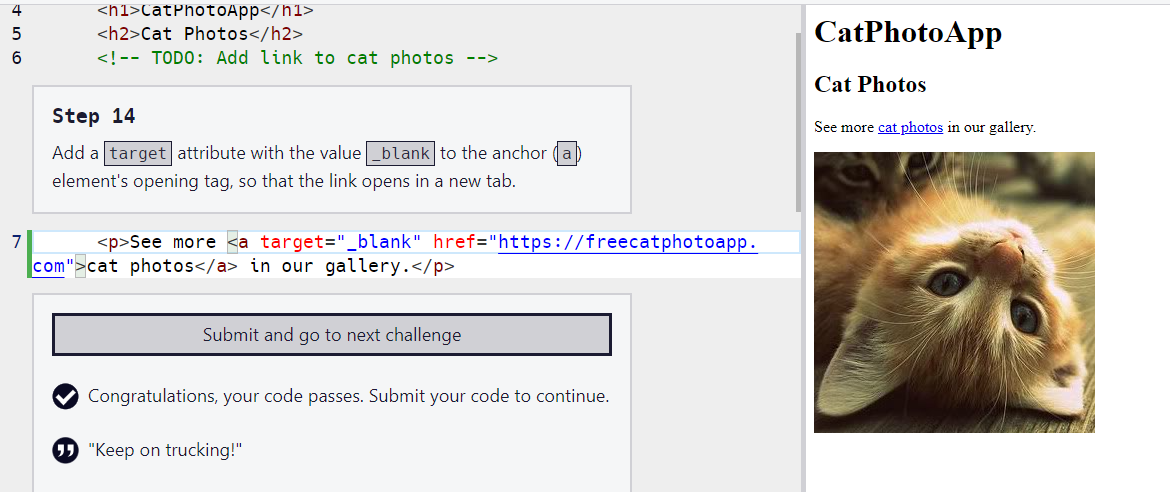 4 <h1>CatPhotoApp</h1>
5 <h2>Cat Photos</h2>
6 <!-- TODO: Add link to cat photos -->
Step 14
Add a target attribute with the value _blank to the anchor (a)
element's opening tag, so that the link opens in a new tab.
7 <p>See more <a target="_blank" href="https://freecatphotoapp.
com">cat photos</a> in our gallery.</p>
Submit and go to next challenge
Congratulations, your code passes. Submit your code to continue.
"Keep on trucking!"
CatPhotoApp
Cat Photos
See more cat photos in our gallery.